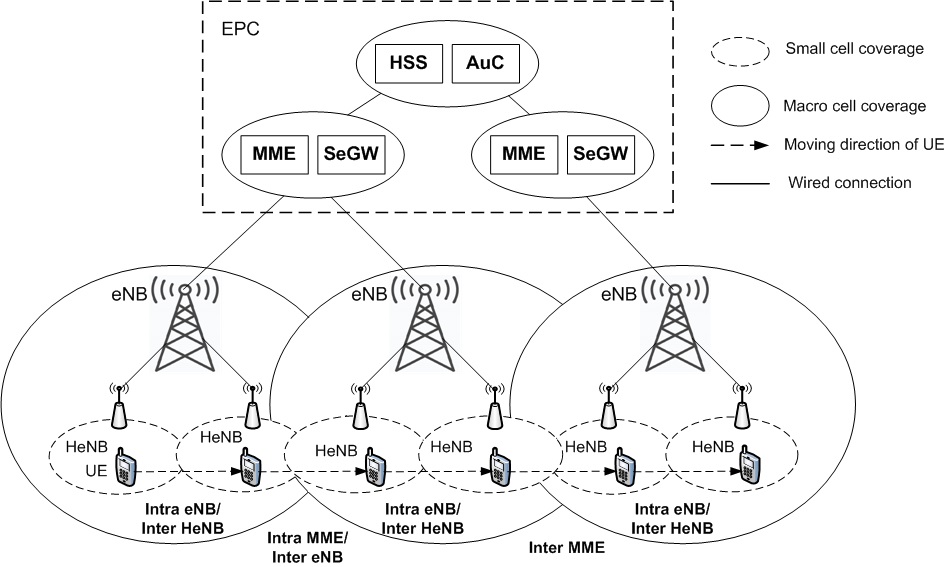 EPC
HSS
AuC
MME
SeGW
MME
SeGW
Small cell coverage
Macro cell coverage
Moving direction of UE
Wired connection
eNB
eNB
eNB
HeNB
UE
HeNB
HeNB
HeNB
HeNB
HeNB
Intra eNB/
Inter HeNB
Intra MME/
Inter eNB
Intra eNB/
Inter HeNB
Inter MME
Intra eNB/
Inter HeNB